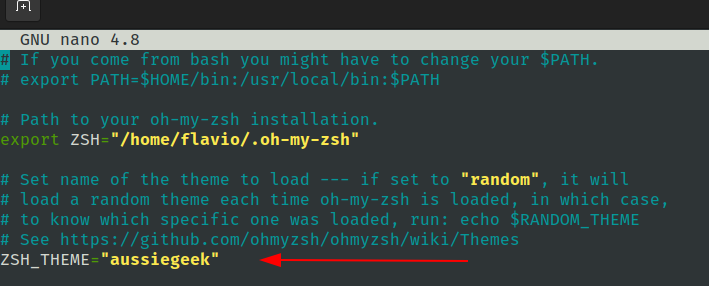 GNU nano 4.8
# If you come from bash you might have to change your $PATH.
# export PATH=$HOME/bin:/usr/local/bin:$PATH
# Path to your oh-my-zsh installation.
export ZSH="/home/flavio/.oh-my-zsh"
# Set name of the theme to load --- if set to "random", it will
# load a random theme each time oh-my-zsh is loaded, in which case,
# to know which specific one was loaded, run: echo $RANDOM_THEME
# See https://github.com/ohmyzsh/ohmyzsh/wiki/Themes
ZSH_THEME="aussiegeek"